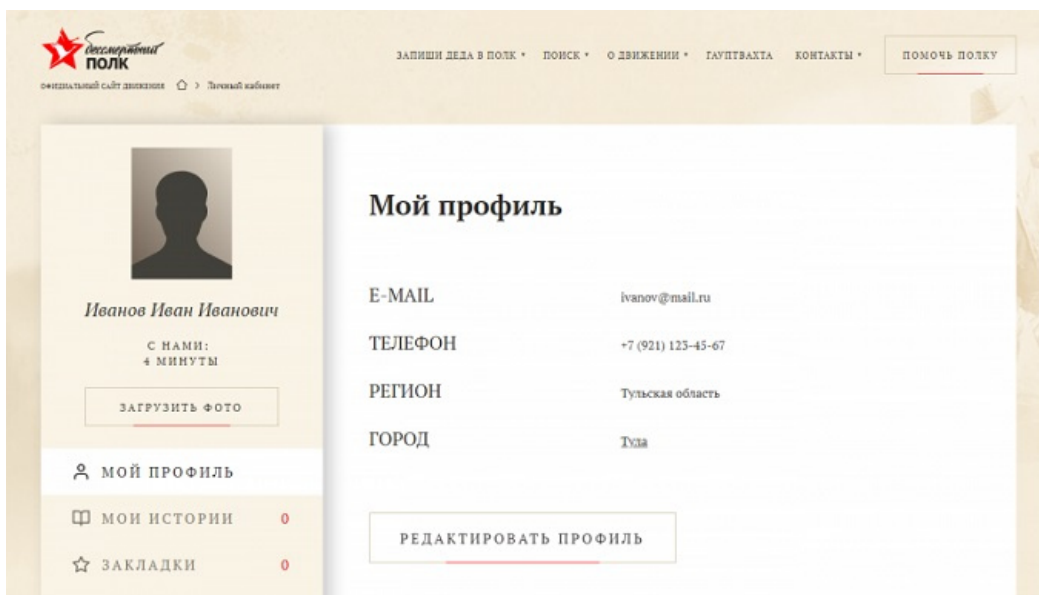 бессмертный
ПОЛК
ЗАПИШИ ДЕДА В ПОЛК ПОИСК О ДВИЖЕНИИ ГАУПТВАХТА КОНТАКТЫ ПОМОЧЬ ПОЛКУ
ОФИЦИАЛЬНЫЙ САЙТ ДВИЖЕНИЯ > Личный кабинет
Мой профиль
E-MAIL ivanov@mail.ru
Иванов Иван Иванович
С НАМИ:
4 МИНУТЫ
ТЕЛЕФОН +7 (921) 123-45-67
РЕГИОН Тульская область
ЗАГРУЗИТЬ ФОТО
ГОРОД Тула
МОЙ ПРОФИЛЬ
МОИ ИСТОРИИ 0
РЕДАКТИРОВАТЬ ПРОФИЛЬ
ЗАКЛАДКИ 0